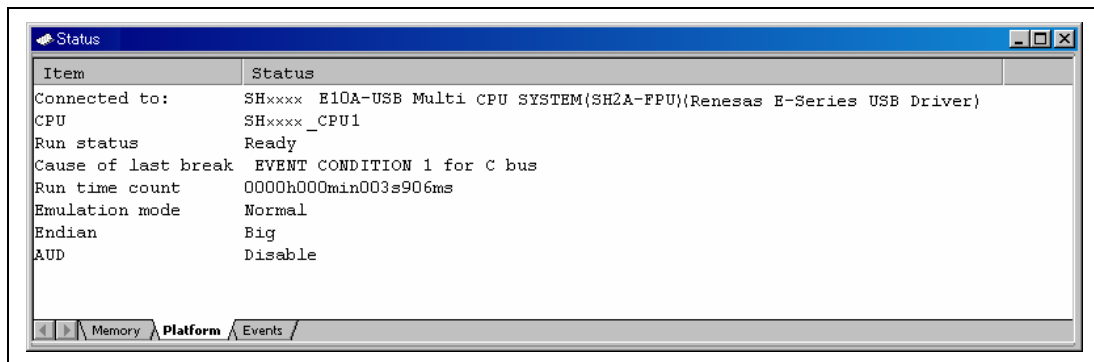 Status
Item Status
Connected to: SHxxxx E10A-USB Multi CPU SYSTEM(SH2A-FPU)(Renesas E-Series USB Driver)
CPU SHxxxx _CPU1
Run status Ready
Cause of last break EVENT CONDITION 1 for C bus
Run time count 0000h000min003s906ms
Emulation mode Normal
Endian Big
AUD Disable
Memory Platform Events